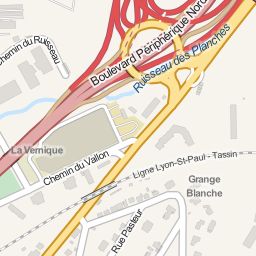 Chemin du Ruisseau
Boulevard Périphérique Nord
Ruisseau des Planches
La Vernique
Chemin du Vallon
Ligne Lyon-St-Paul - Tassin
Grange
Blanche
Rue Pasteur